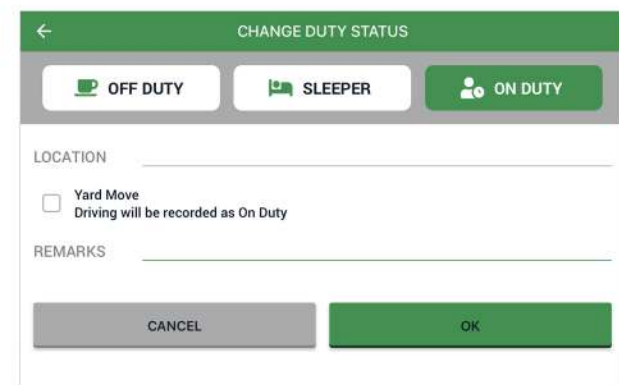 CHANGE DUTY STATUS
OFF DUTY
SLEEPER
ON DUTY
LOCATION
Yard Move
Driving will be recorded as On Duty
REMARKS
CANCEL
OK